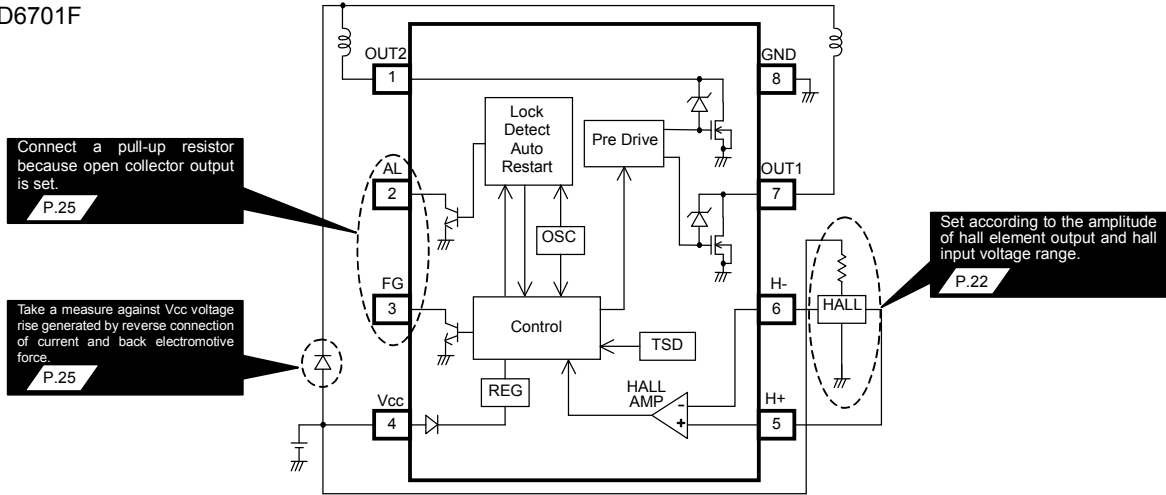 D6701F
OUT2
1
GND
8
Lock
Detect
Auto
Restart
Pre Drive
Connect a pull-up resistor
because open collector output
is set.
P.25
AL
2
OUT1
7
OSC
Set according to the amplitude
of hall element output and hall
input voltage range.
P.22
FG
3
H-
6
HALL
Control
TSD
Take a measure against Vcc voltage
rise generated by reverse connection
of current and back electromotive
force.
P.25
REG
HALL
AMP
Vcc
4
H+
5
-
+